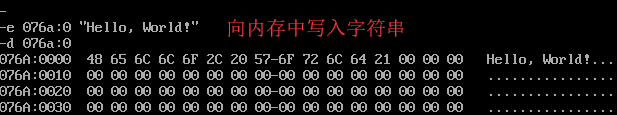 -
-e 076a:0 "Hello, World!" 向内存中写入字符串
-d 076a:0
076A:0000  48 65 6C 6C 6F 2C 20 57-6F 72 6C 64 21 00 00 00   Hello, World!...
076A:0010  00 00 00 00 00 00 00 00-00 00 00 00 00 00 00 00   ................
076A:0020  00 00 00 00 00 00 00 00-00 00 00 00 00 00 00 00   ................
076A:0030  00 00 00 00 00 00 00 00-00 00 00 00 00 00 00 00   ................